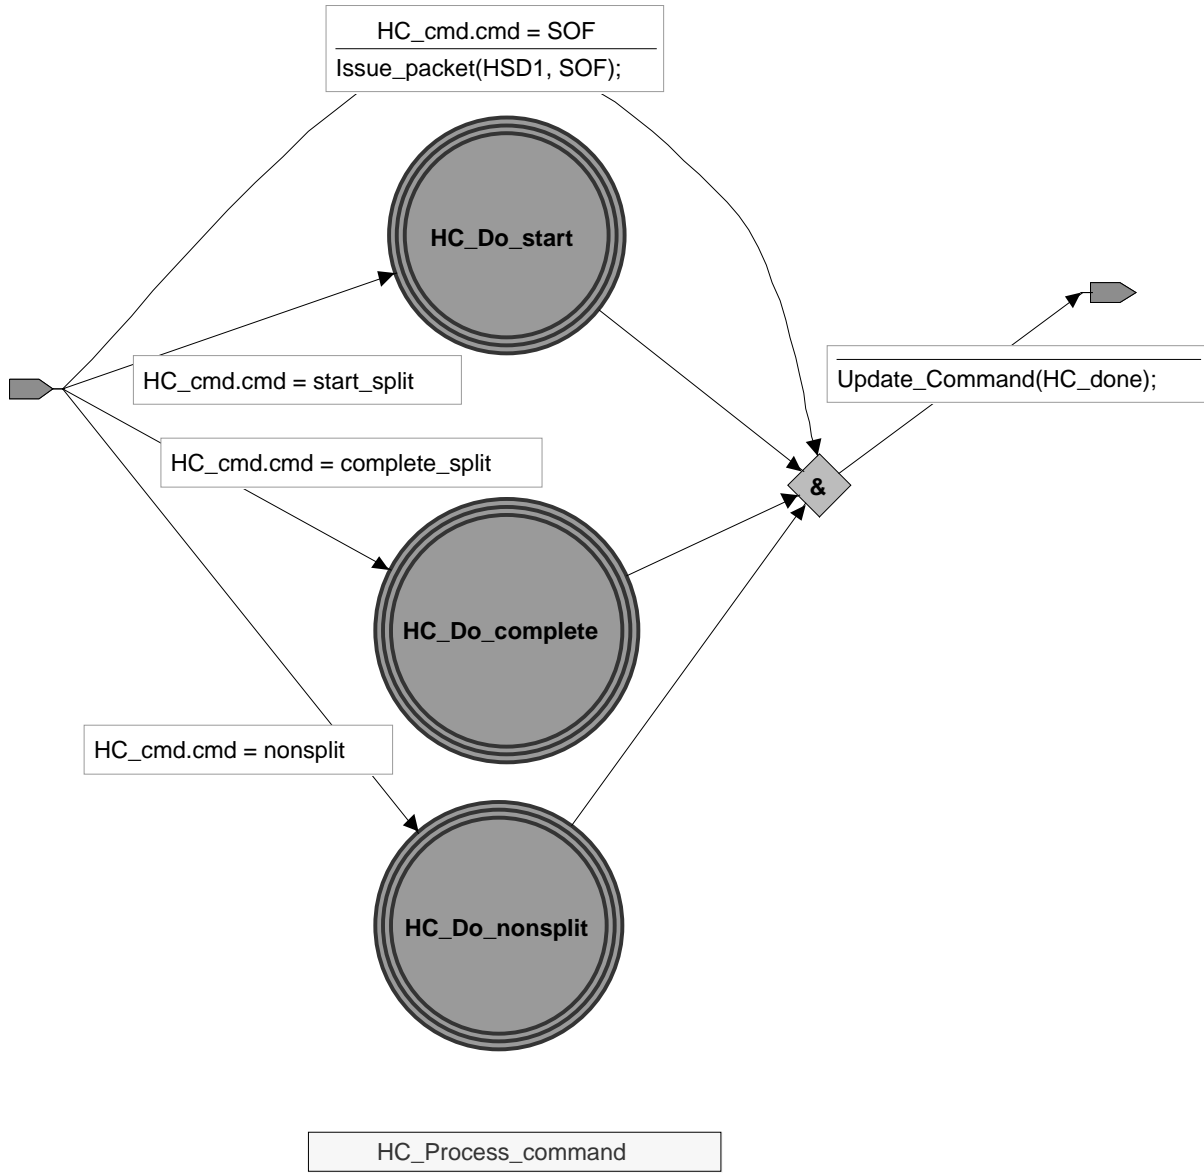 HC_cmd.cmd = SOF
Issue_packet(HSD1, SOF);
HC_Do_start
HC_cmd.cmd = start_split
Update_Command(HC_done);
HC_cmd.cmd = complete_split
&
HC_Do_complete
HC_cmd.cmd = nonsplit
HC_Do_nonsplit
HC_Process_command